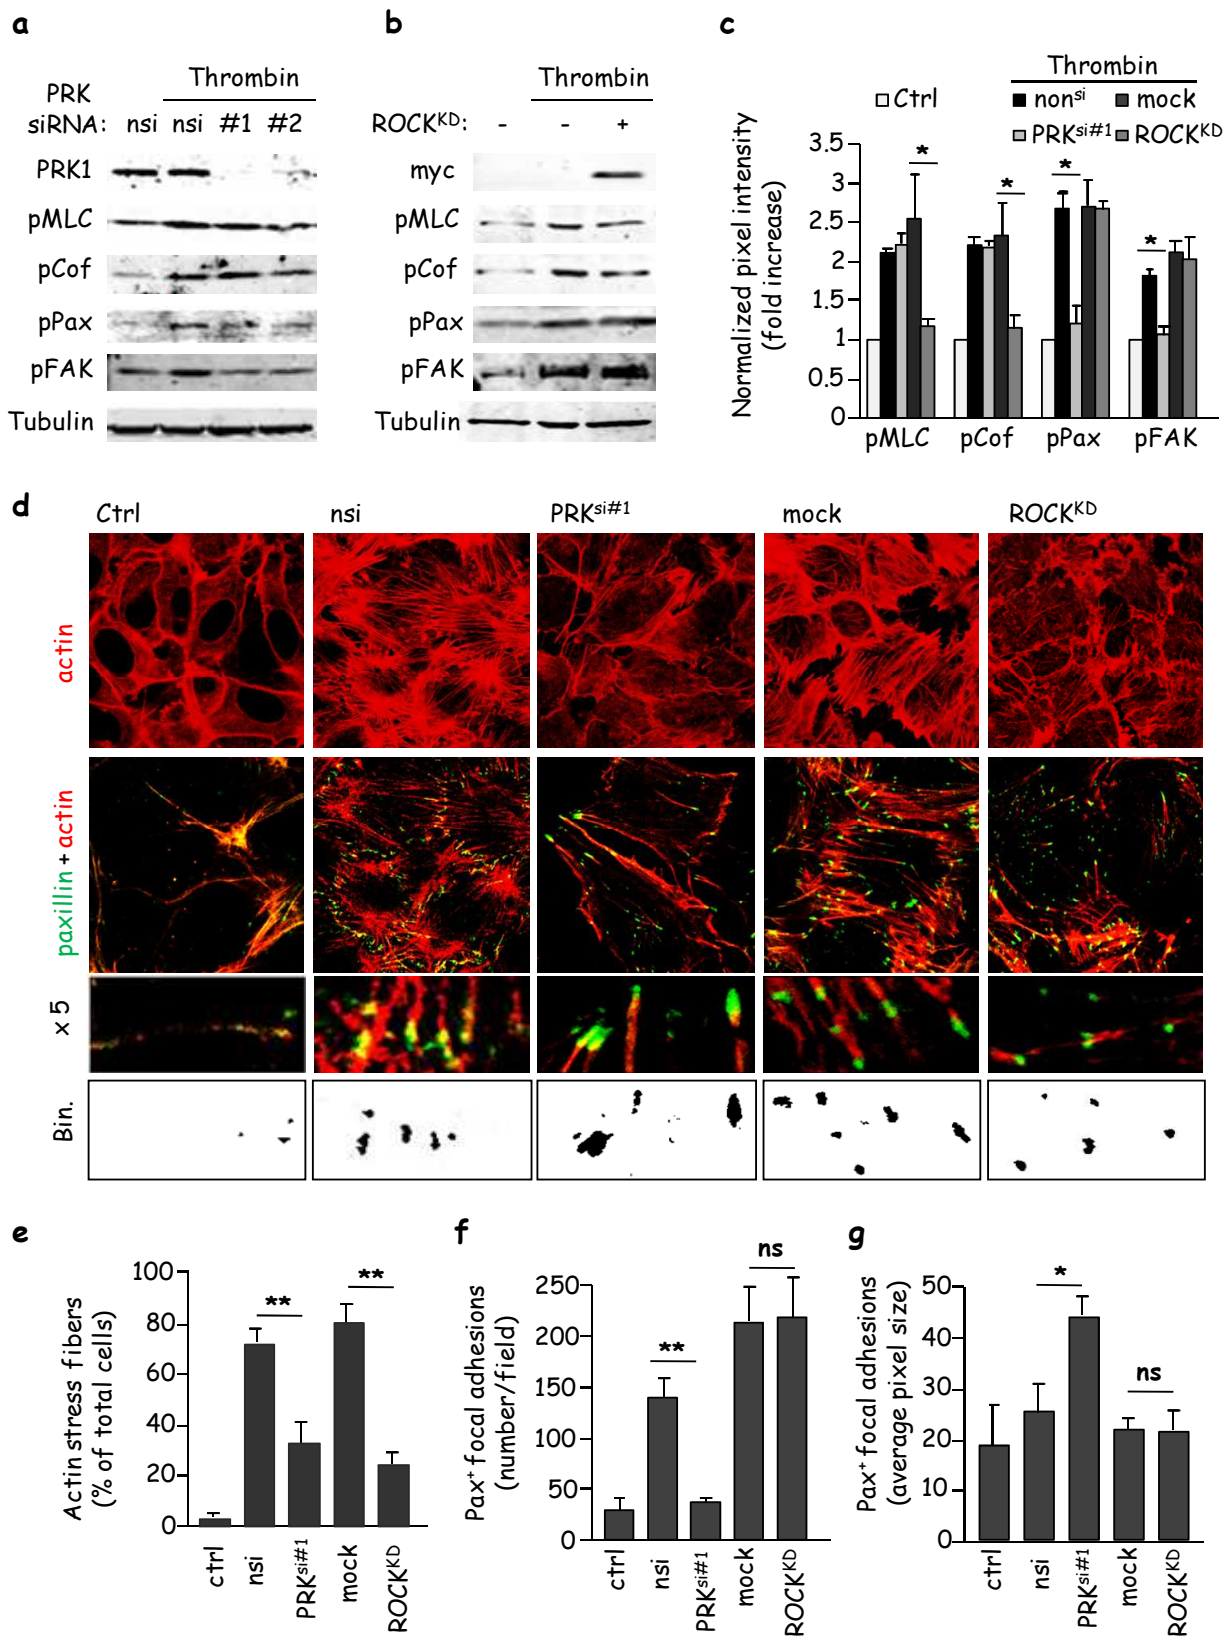 a
Thrombin
PRK
siRNA: nsi nsi #1 #2
PRK1
pMLC
pCof
pPax
pFAK
Tubulin
b
Thrombin
ROCKᴷᴰ: - - +
myc
pMLC
pCof
pPax
pFAK
Tubulin
c
Thrombin
Ctrl nonˢⁱ mock
PRKˢⁱ#¹ ROCKᴷᴰ
Normalized pixel intensity
(fold increase)
3.5
3
2.5
2
1.5
1
0.5
0
* * * *
pMLC pCof pPax pFAK
d
Ctrl nsi PRKˢⁱ#¹ mock ROCKᴷᴰ
actin
paxillin + actin
x 5
Bin.
e
Actin stress fibers
(% of total cells)
100
80
60
40
20
0
** **
ctrl nsi PRKˢⁱ#¹ mock ROCKᴷᴰ
f
Pax⁺ focal adhesions
(number/field)
250
200
150
100
50
0
** ns
ctrl nsi PRKˢⁱ#¹ mock ROCKᴷᴰ
g
Pax⁺ focal adhesions
(average pixel size)
50
40
30
20
10
0
* ns
ctrl nsi PRKˢⁱ#¹ mock ROCKᴷᴰ